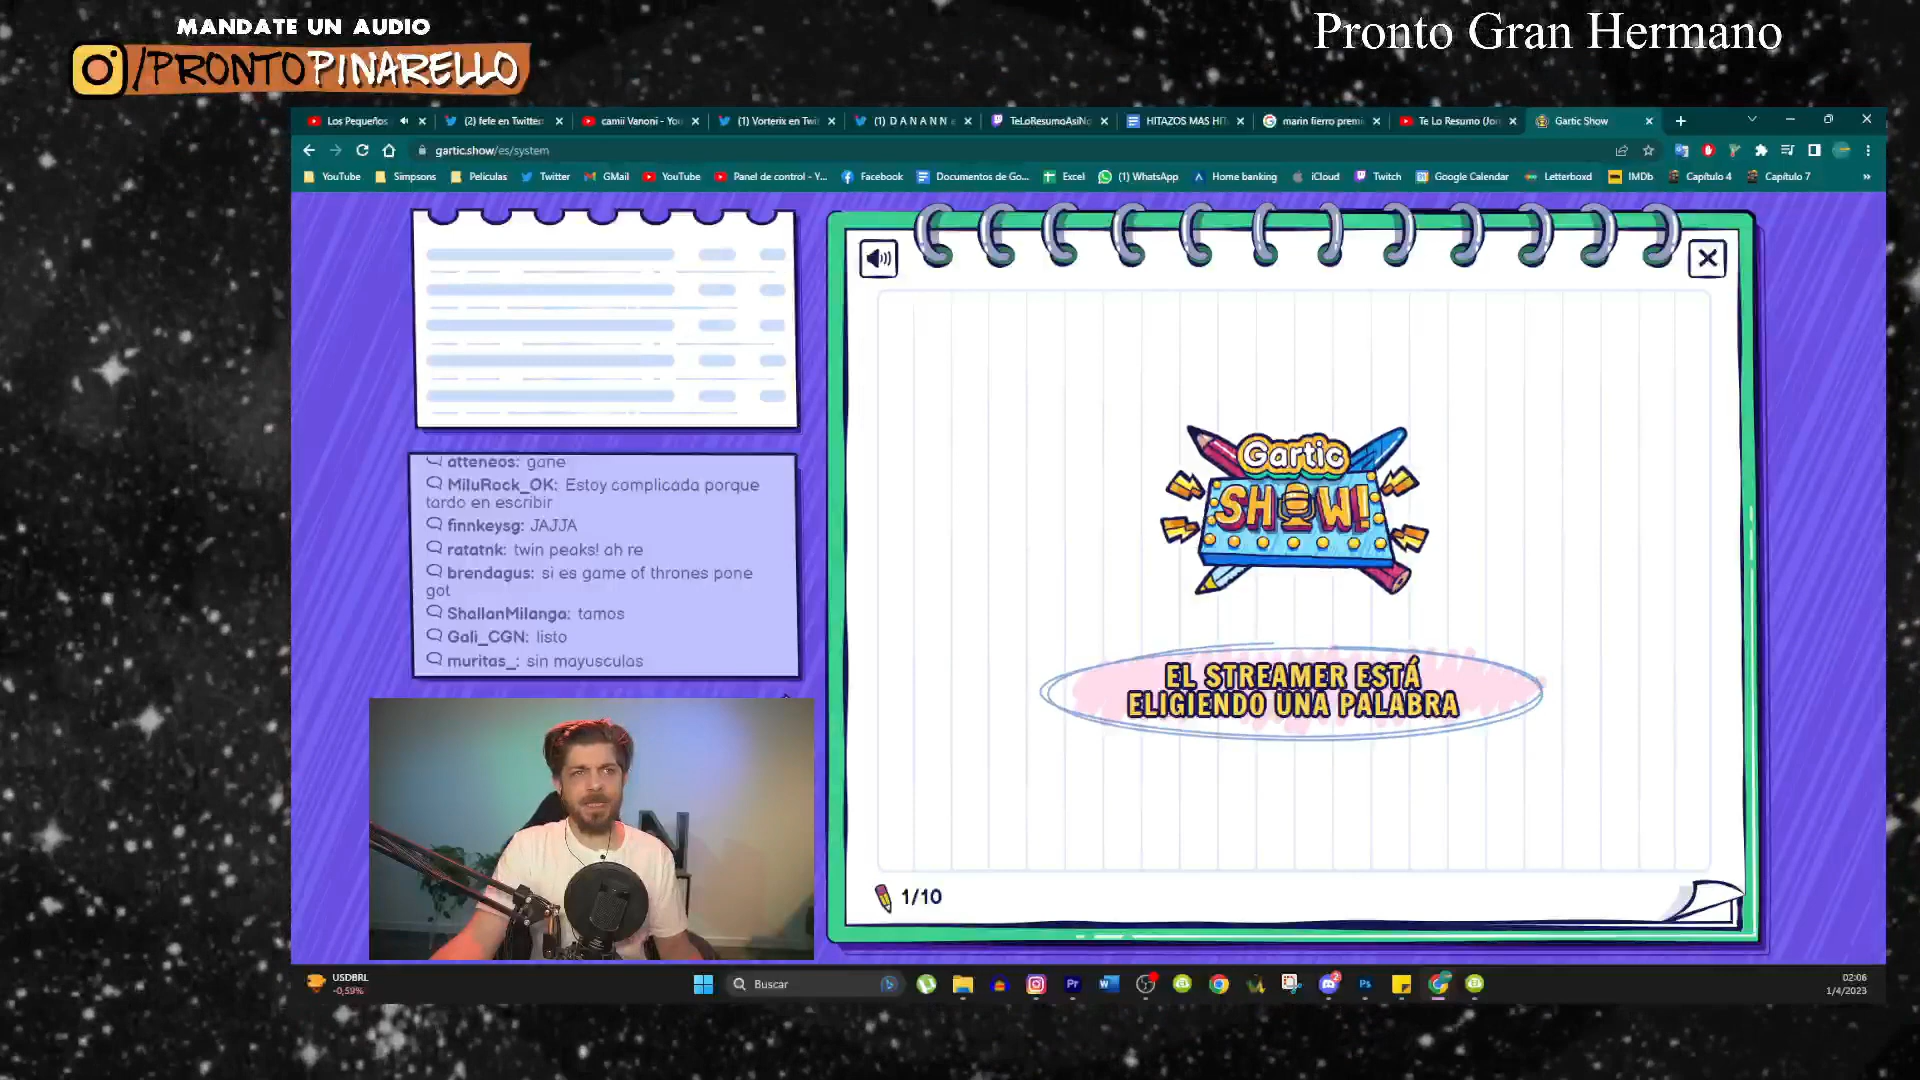 MANDATE UN AUDIO
/PRONTOPINARELLO
Pronto Gran Hermano
Los Pequeños
(2) fefe en Twitter
camii Vanoni - You
(1) Vorterix en Twi
(1) D A N A N N
TeLoResumoAsiNo
HITAZOS MAS HIT
marin fierro premi
Te Lo Resumo (Jor
Gartic Show
gartic.show/es/system
YouTube
Simpsons
Peliculas
Twitter
GMail
YouTube
Panel de control - Y...
Facebook
Documentos de Go...
Excel
(1) WhatsApp
Home banking
iCloud
Twitch
Google Calendar
Letterboxd
IMDb
Capítulo 4
Capítulo 7
»
atteneos: gane
MiluRock_OK: Estoy complicada porque
tardo en escribir
finnkeysg: JAJJA
ratatnk: twin peaks! ah re
brendagus: si es game of thrones pone
got
ShallanMilanga: tamos
Gali_CGN: listo
muritas_: sin mayusculas
Gartic
SHOW!
EL STREAMER ESTÁ
ELIGIENDO UNA PALABRA
1/10
USDBRL
-0,59%
Buscar
02:06
1/4/2023